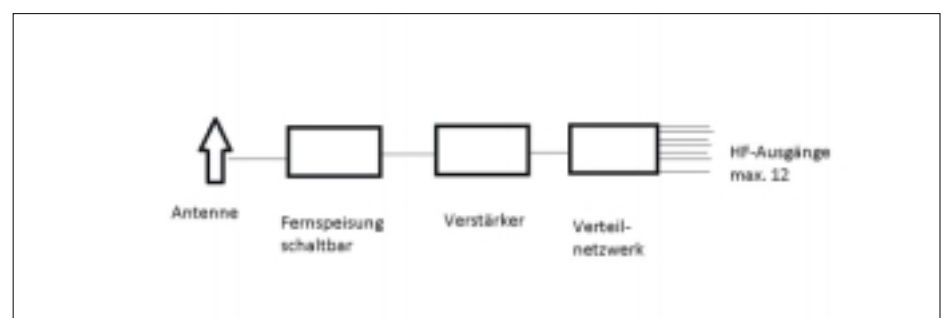 Antenne
Fernspeisung
schaltbar
Verstärker
Verteil-
netzwerk
HF-Ausgänge
max. 12